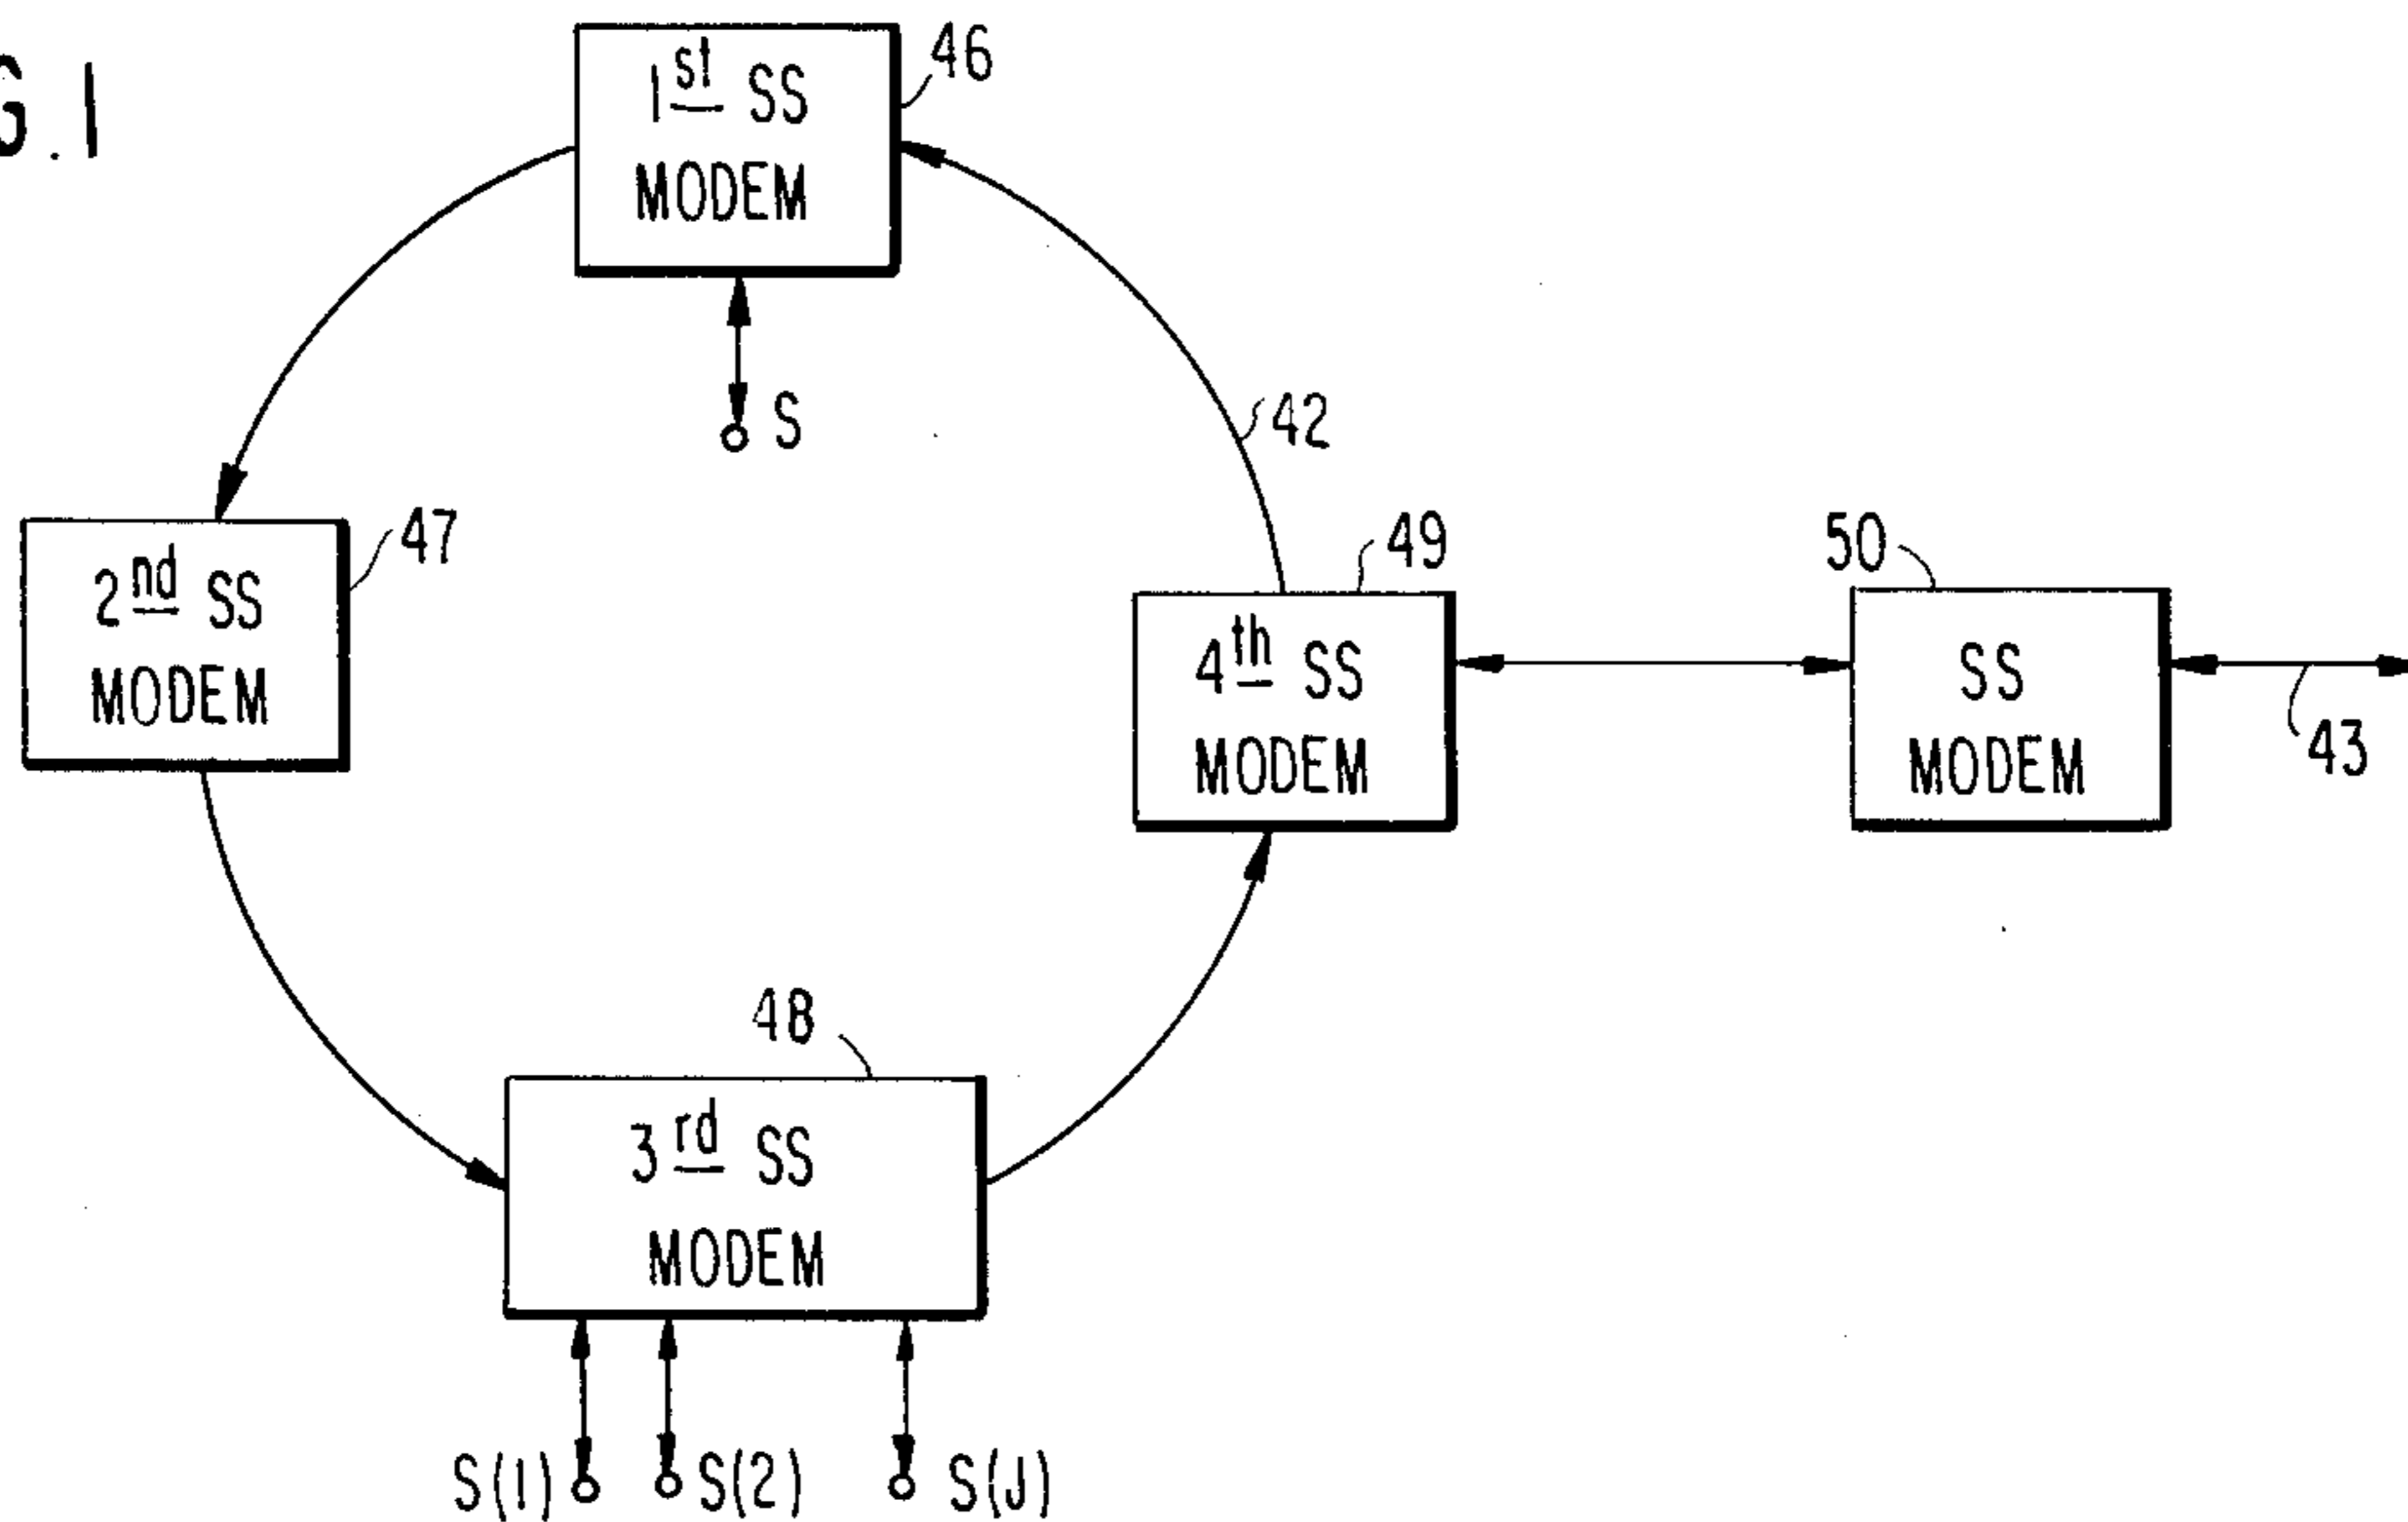 G.1
1st SS
MODEM
46
S
42
2nd SS
MODEM
47
4th SS
MODEM
49
50
SS
MODEM
43
48
3rd SS
MODEM
S(1) S(2) S(J)